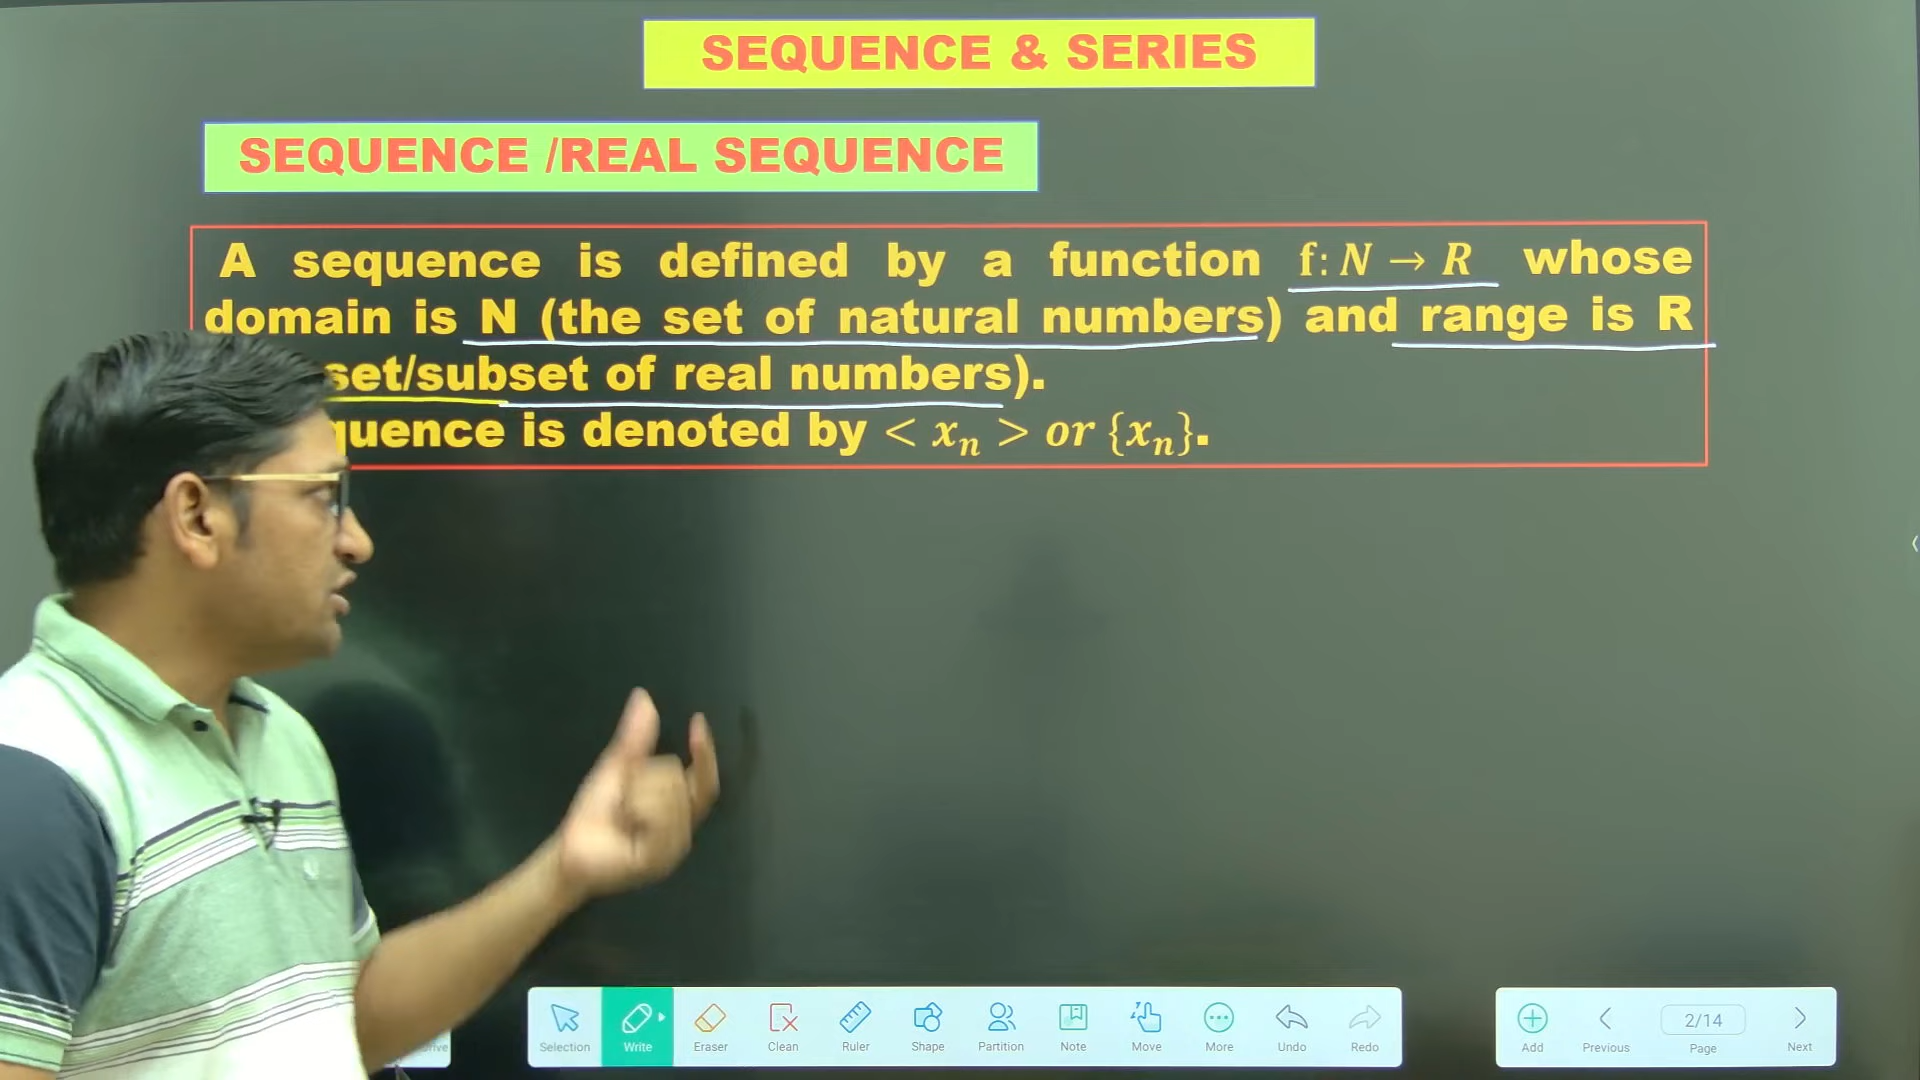 SEQUENCE & SERIES
SEQUENCE /REAL SEQUENCE
A sequence is defined by a function f: N → R whose
domain is N (the set of natural numbers) and range is R
set/subset of real numbers).
quence is denoted by < xₙ > or {xₙ}.
Selection Write Eraser Clean Ruler Shape Partition Note Move More Undo Redo
2/14
Add Previous Page Next